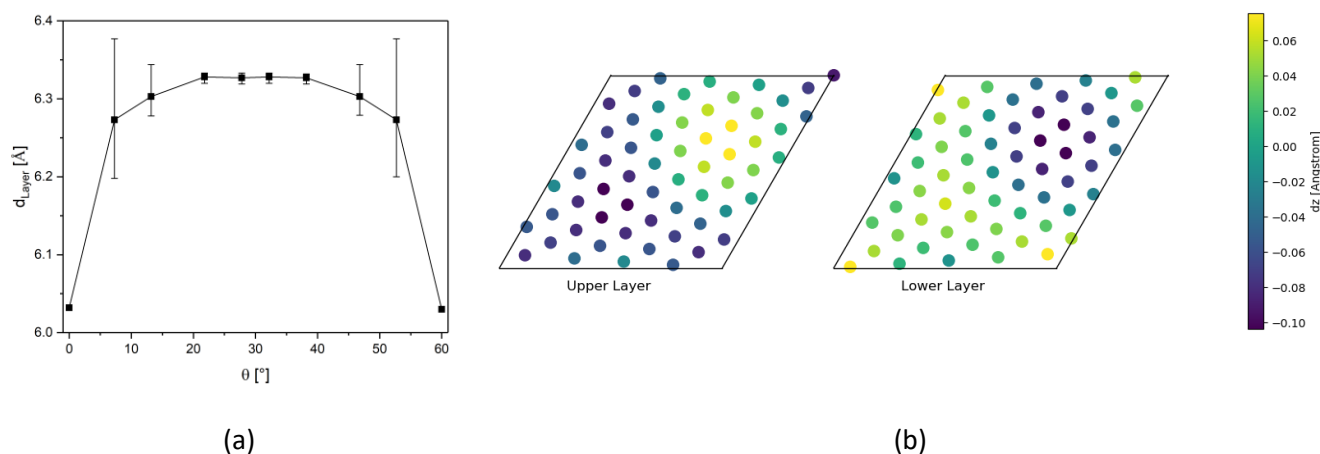 6.4
6.3
6.2
6.1
6.0
d_Layer [Å]
0 10 20 30 40 50 60
θ [°]
Upper Layer
Lower Layer
0.06
0.04
0.02
0.00
−0.02
−0.04
−0.06
−0.08
−0.10
dz [Angstrom]
(a)
(b)